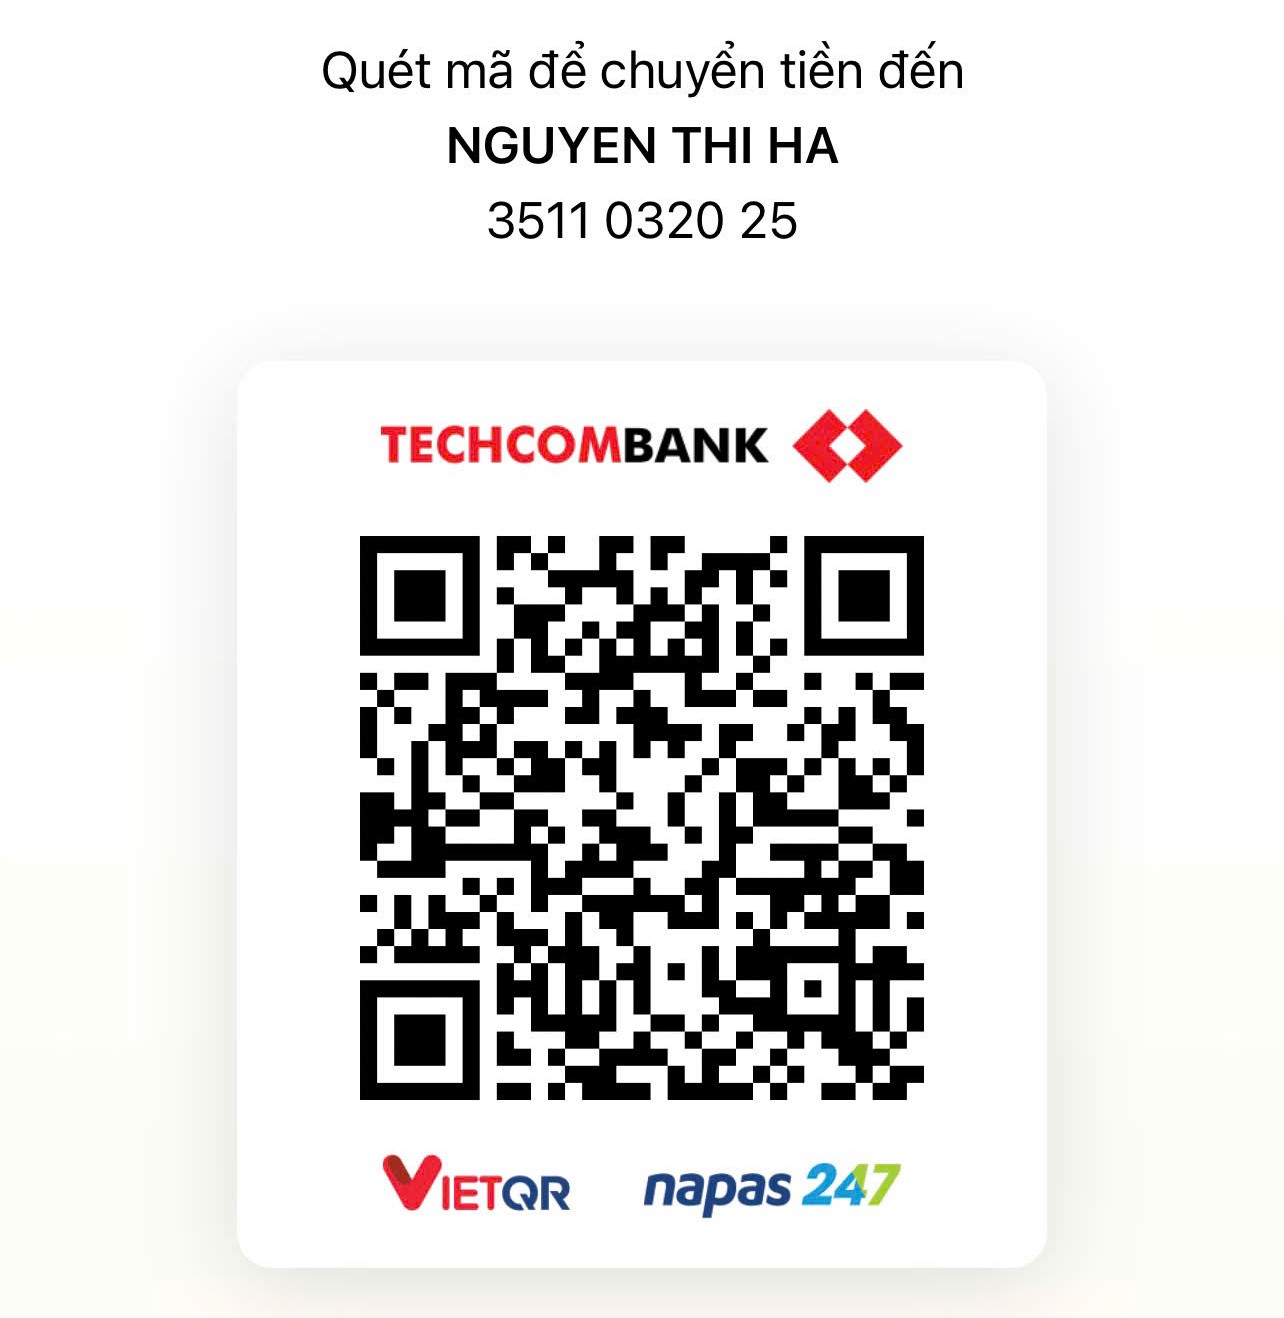 Quét mã để chuyển tiền đến
NGUYEN THI HA
3511 0320 25
TECHCOMBANK
VIETQR
napas 247